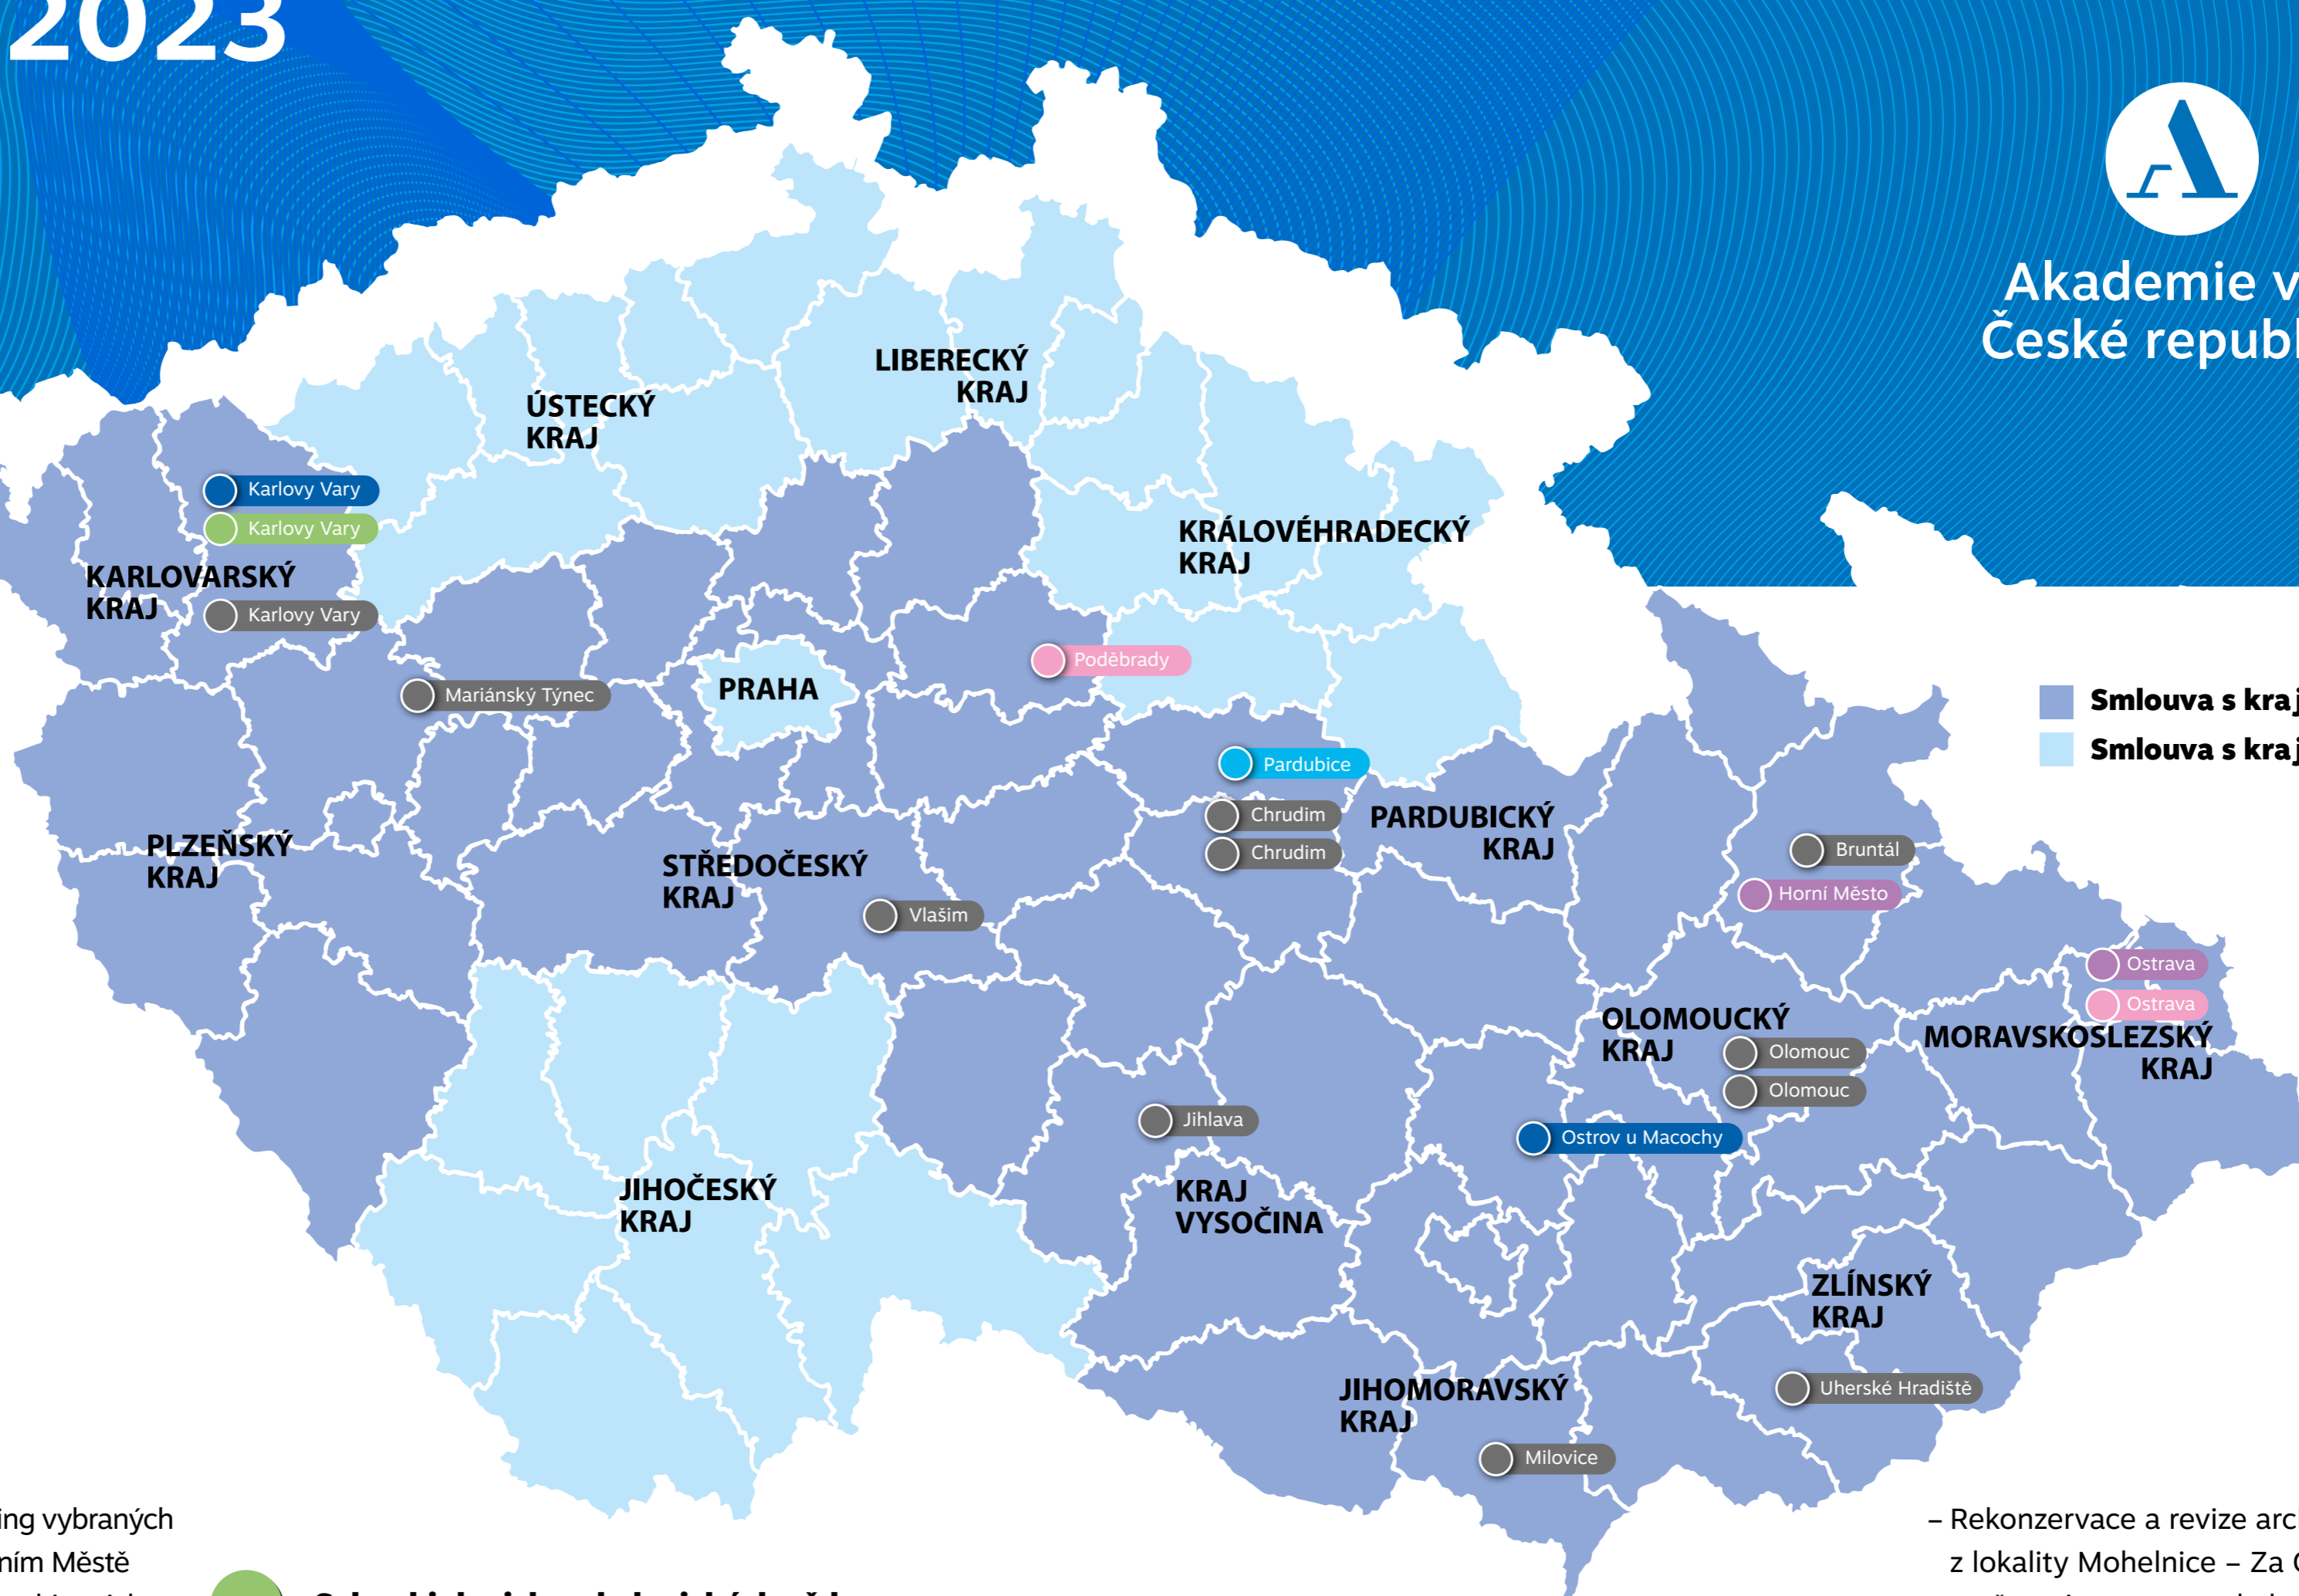 2023
Akademie v
České republ
LIBERECKÝ
KRAJ
ÚSTECKÝ
KRAJ
Karlovy Vary
Karlovy Vary
KRÁLOVÉHRADECKÝ
KRAJ
KARLOVARSKÝ
KRAJ
Karlovy Vary
Poděbrady
Mariánský Týnec
PRAHA
Smlouva s kraj
Smlouva s kraj
Pardubice
Chrudim
Chrudim
PARDUBICKÝ
KRAJ
PLZEŇSKÝ
KRAJ
STŘEDOČESKÝ
KRAJ
Bruntál
Horní Město
Vlašim
Ostrava
Ostrava
OLOMOUCKÝ
KRAJ
MORAVSKOSLEZSKÝ
KRAJ
Olomouc
Olomouc
Jihlava
Ostrov u Macochy
JIHOČESKÝ
KRAJ
KRAJ
VYSOČINA
ZLÍNSKÝ
KRAJ
JIHOMORAVSKÝ
KRAJ
Uherské Hradiště
Milovice
ing vybraných
ním Městě
– Rekonzervace a revize arc
z lokality Mohelnice – Za